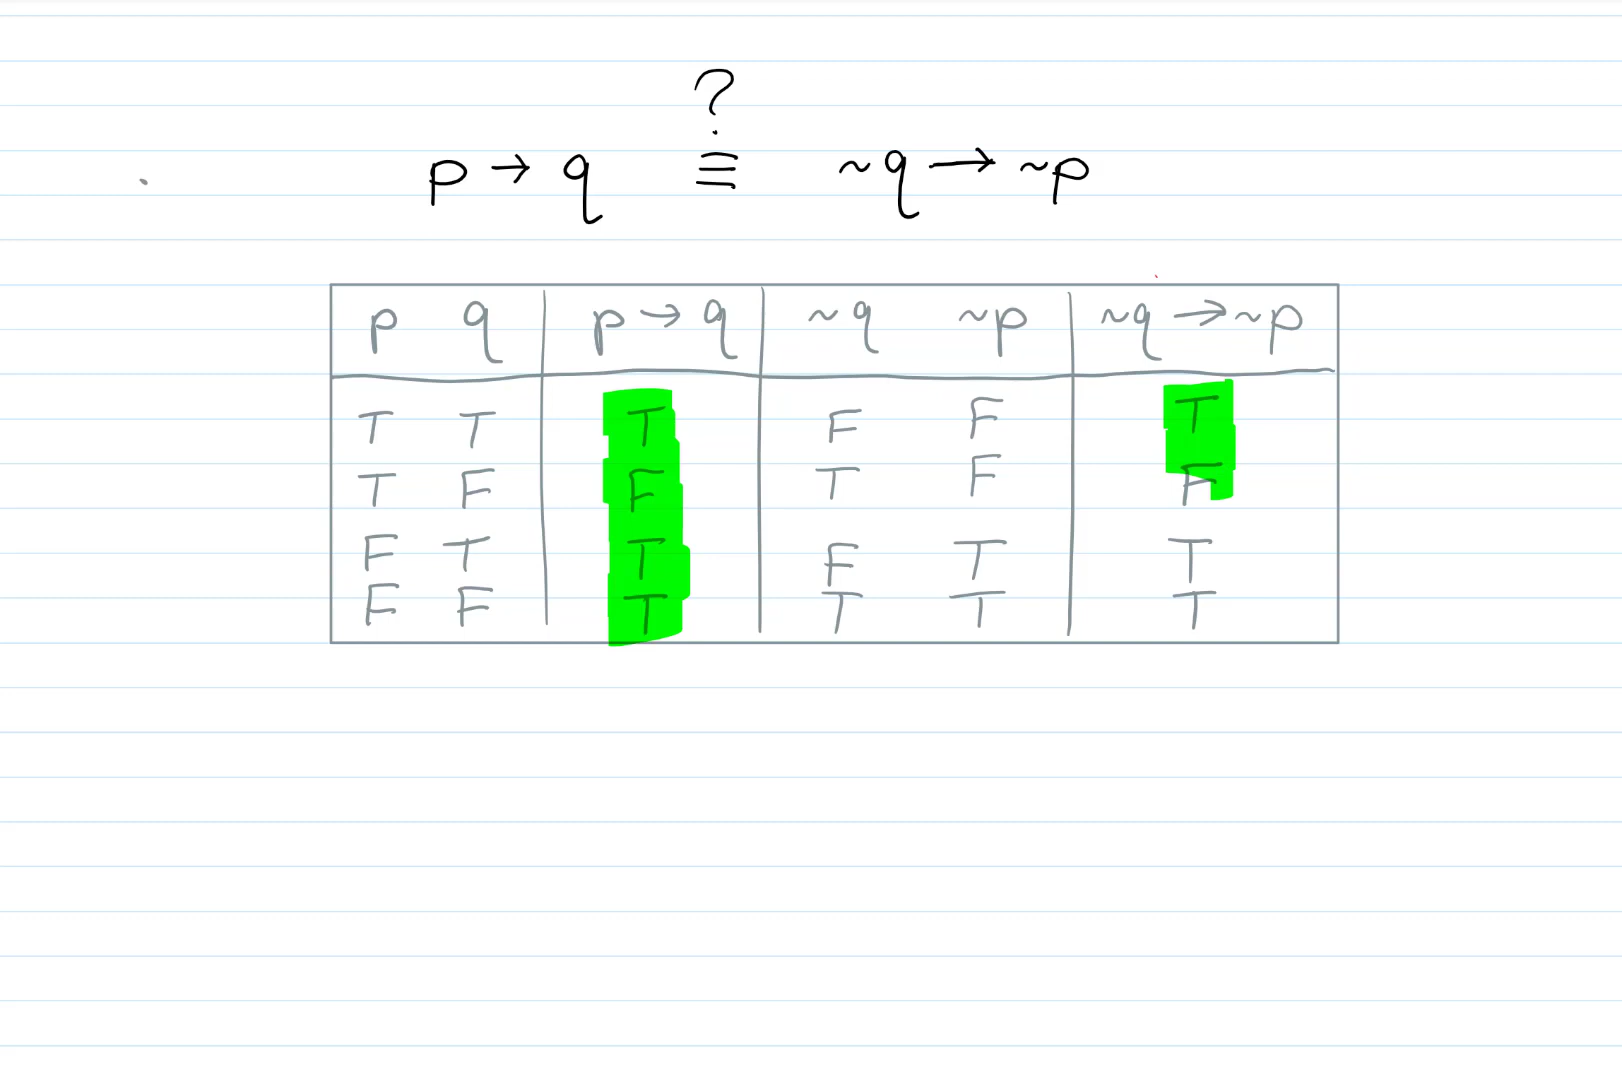 ?
p → q ≡ ~q → ~p
p q p → q ~q ~p ~q → ~p
T T T F F T
T F F T F F
F T T F T T
F F T T T T